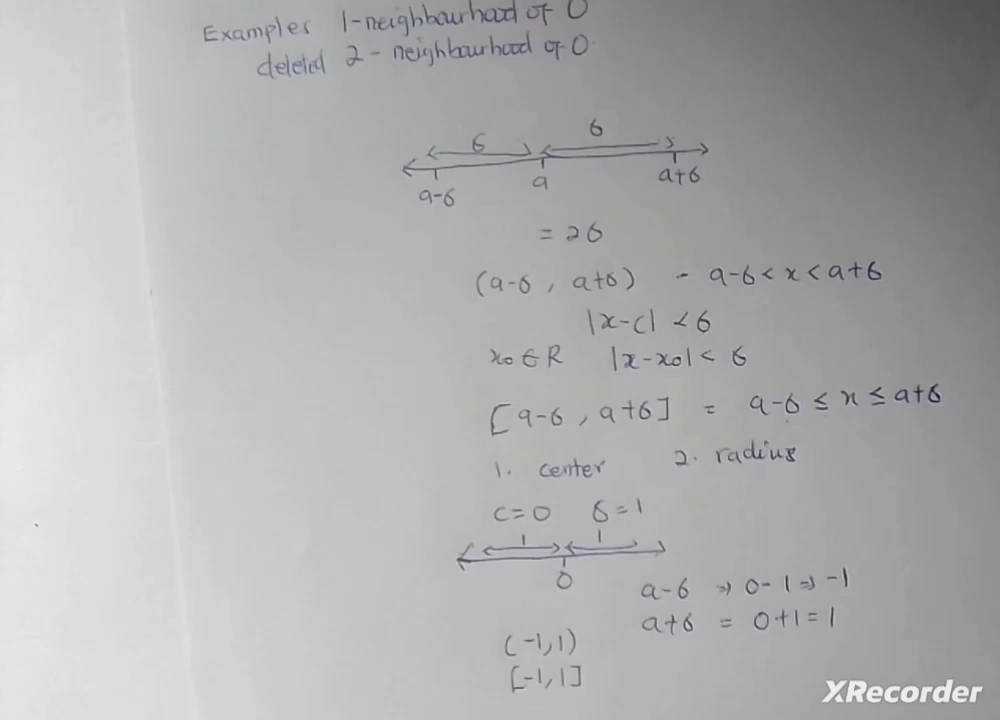 Examples 1-neighbourhood of 0
deleted 2-neighbourhood of 0.
δ δ
a-δ a a+δ
= 2δ
(a-δ, a+δ) - a-δ < x < a+δ
|x-c| < δ
x₀ ∈ R |x-x₀| < δ
[a-δ, a+δ] = a-δ ≤ x ≤ a+δ
1. center 2. radius
c=0 δ=1
1 1
0
a-δ ⇒ 0-1 ⇒ -1
a+δ = 0+1=1
(-1,1)
[-1,1]
XRecorder